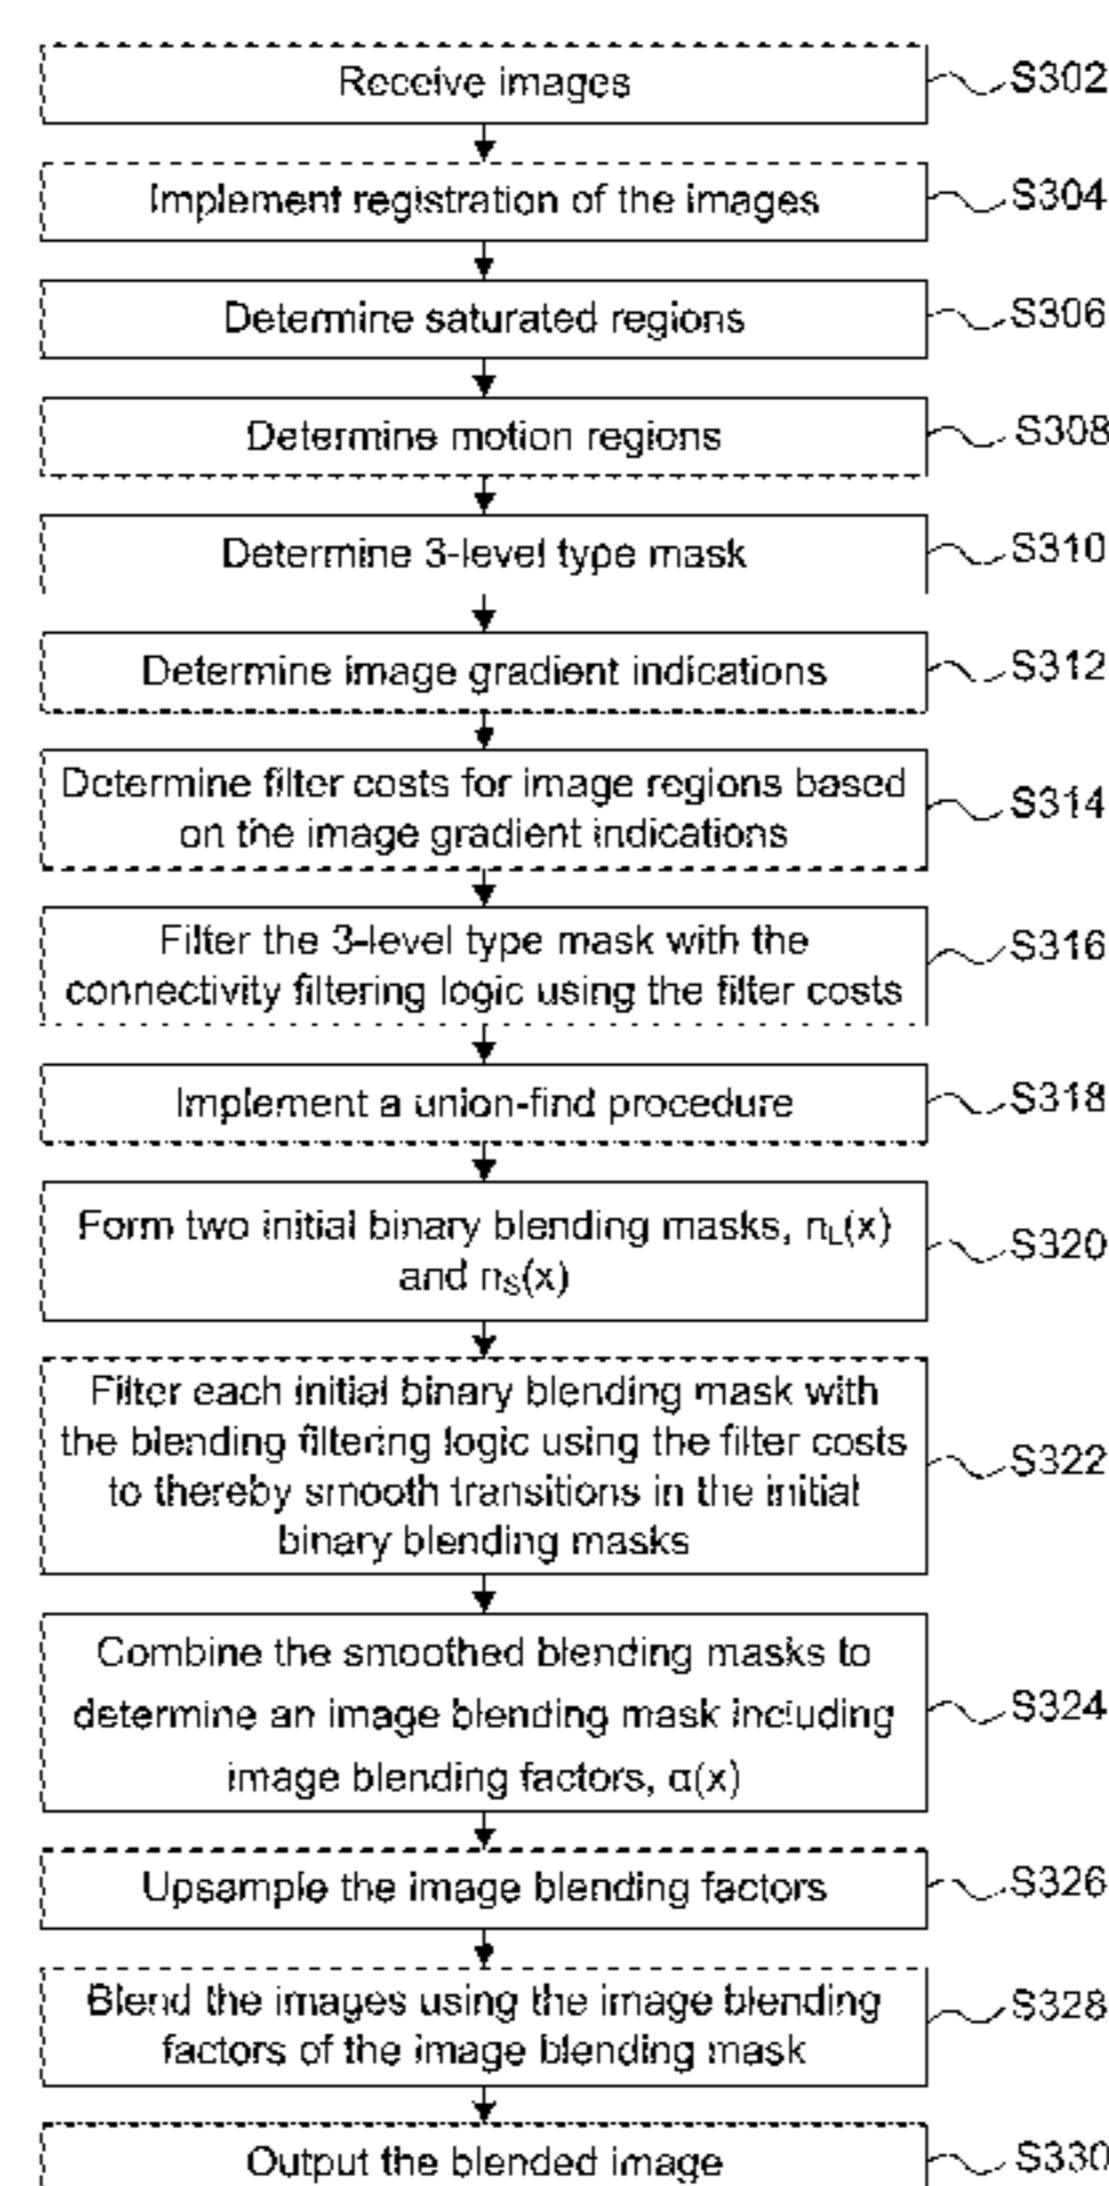 Receive images
S302
Implement registration of the images
S304
Determine saturated regions
S306
Determine motion regions
S308
Determine 3-level type mask
S310
Determine image gradient indications
S312
Determine filter costs for image regions based
on the image gradient indications
S314
Filter the 3-level type mask with the
connectivity filtering logic using the filter costs
S316
Implement a union-find procedure
S318
Form two initial binary blending masks, nL(x)
and nS(x)
S320
Filter each initial binary blending mask with
the blending filtering logic using the filter costs
to thereby smooth transitions in the initial
binary blending masks
S322
Combine the smoothed blending masks to
determine an image blending mask including
image blending factors, α(x)
S324
Upsample the image blending factors
S326
Blend the images using the image blending
factors of the image blending mask
S328
Output the blended image
S330